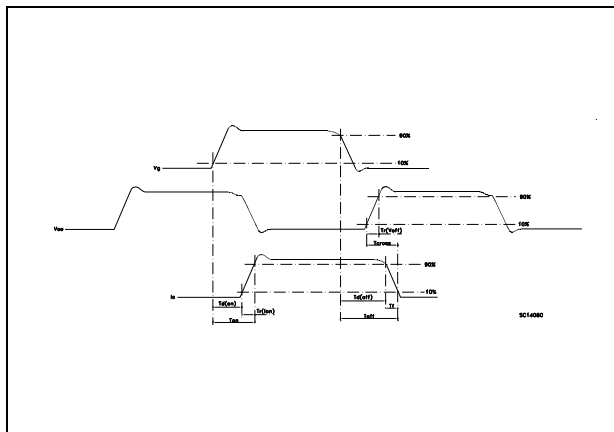 90%
Vg
10%
90%
Vce
10%
Tr(Voff)
Tcross
90%
Ic
10%
Td(on)
Td(off)
Tf
Tr(Ion)
Ton
Toff
SC14080